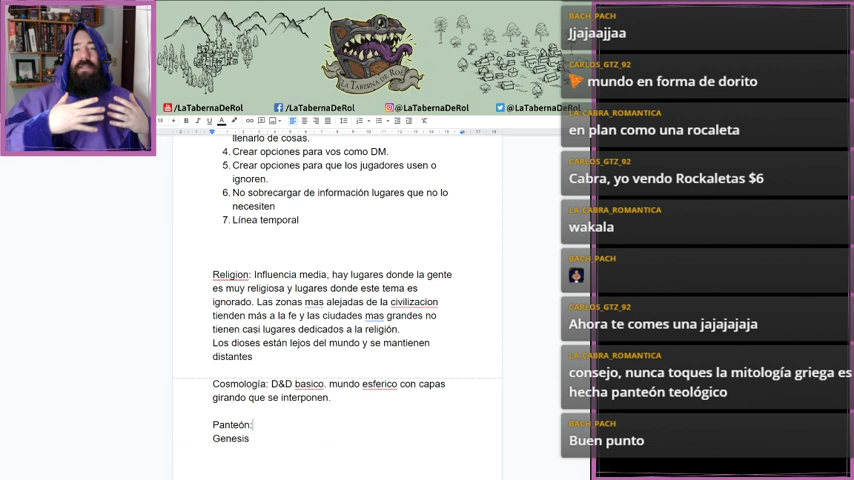 LA TABERNA DE ROL
/LaTabernaDeRol
/LaTabernaDeRol
@LaTabernaDeRol
@LaTabernaDeRol
llenarlo de cosas.
4. Crear opciones para vos como DM.
5. Crear opciones para que los jugadores usen o
ignoren.
6. No sobrecargar de información lugares que no lo
necesiten
7. Línea temporal
Religion: Influencia media, hay lugares donde la gente
es muy religiosa y lugares donde este tema es
ignorado. Las zonas mas alejadas de la civilizacion
tienden más a la fe y las ciudades mas grandes no
tienen casi lugares dedicados a la religión.
Los dioses están lejos del mundo y se mantienen
distantes
Cosmología: D&D basico. mundo esferico con capas
girando que se interponen.
Panteón:
Genesis
BACH_PACH
Jjajaajjaa
CARLOS_GTZ_92
mundo en forma de dorito
LA_CABRA_ROMANTICA
en plan como una rocaleta
CARLOS_GTZ_92
Cabra, yo vendo Rockaletas $6
LA_CABRA_ROMANTICA
wakala
BACH_PACH
CARLOS_GTZ_92
Ahora te comes una jajajajaja
LA_CABRA_ROMANTICA
consejo, nunca toques la mitología griega es
hecha panteón teológico
BACH_PACH
Buen punto